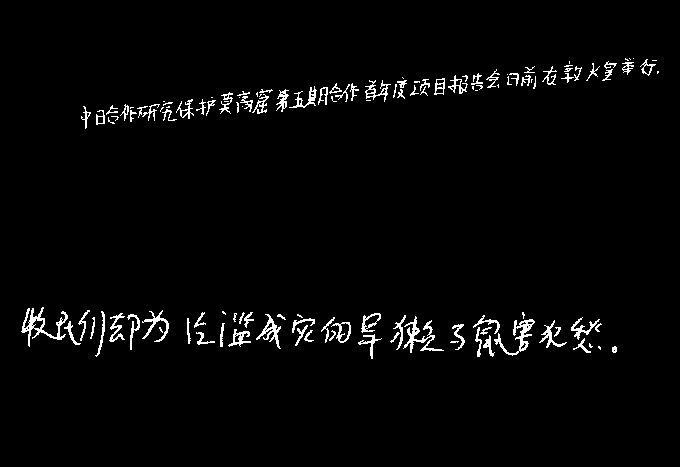 中日合作研究保护莫高窟第五期合作首年度项目报告会日前在敦煌举行.
牧民们却为泛滥成灾的旱獭与鼠害犯愁。